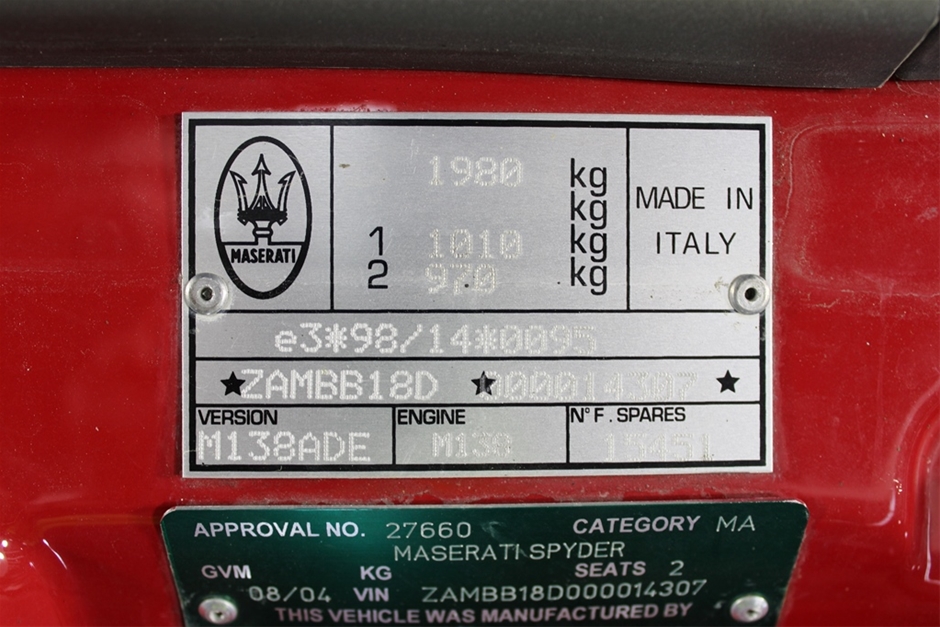 MASERATI
1980 kg
kg
1 1010 kg
2 970 kg
MADE IN
ITALY
e3*98/14*0095
★ZAMBB18D ★000014307 ★
VERSION ENGINE N° F. SPARES
M138ADE M138
APPROVAL NO. 27660 CATEGORY MA
MASERATI SPYDER
GVM KG SEATS 2
08/04 VIN ZAMBB18D000014307
THIS VEHICLE WAS MANUFACTURED BY